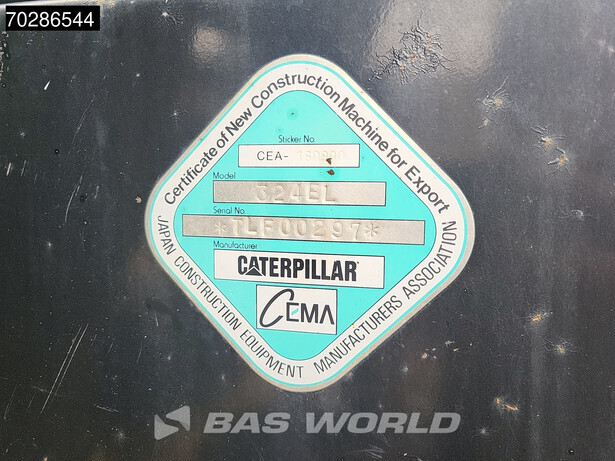 70286544
Certificate of New Construction Machine for Export
Sticker No.
CEA-
Model
324EL
Serial No
*TLF00297*
Manufacturer
CATERPILLAR
CEMA
JAPAN CONSTRUCTION EQUIPMENT MANUFACTURERS ASSOCIATION
BAS WORLD